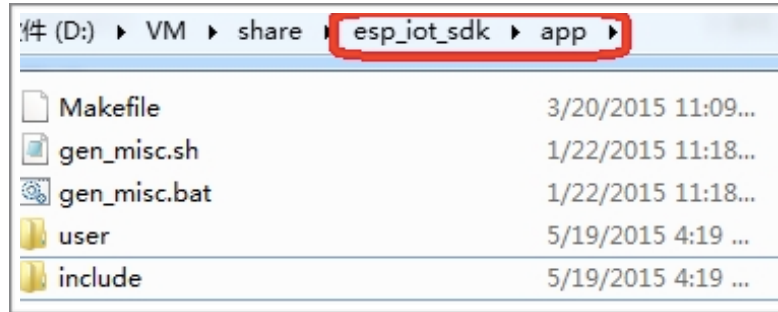 件 (D:) ▸ VM ▸ share ▸ esp_iot_sdk ▸ app ▸
Makefile 3/20/2015 11:09...
gen_misc.sh 1/22/2015 11:18...
gen_misc.bat 1/22/2015 11:18...
user 5/19/2015 4:19 ...
include 5/19/2015 4:19 ...